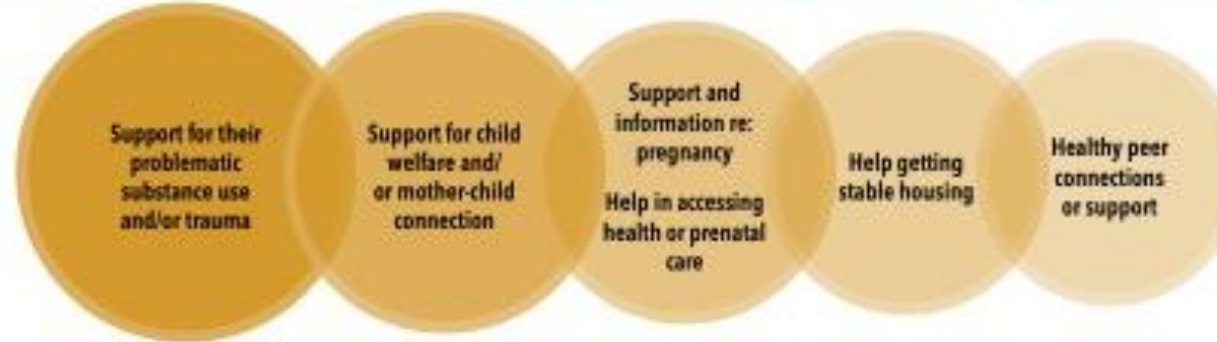 Support for their
problematic
substance use
and/or trauma
Support for child
welfare and/
or mother-child
connection
Support and
information re:
pregnancy
Help in accessing
health or prenatal
care
Help getting
stable housing
Healthy peer
connections
or support